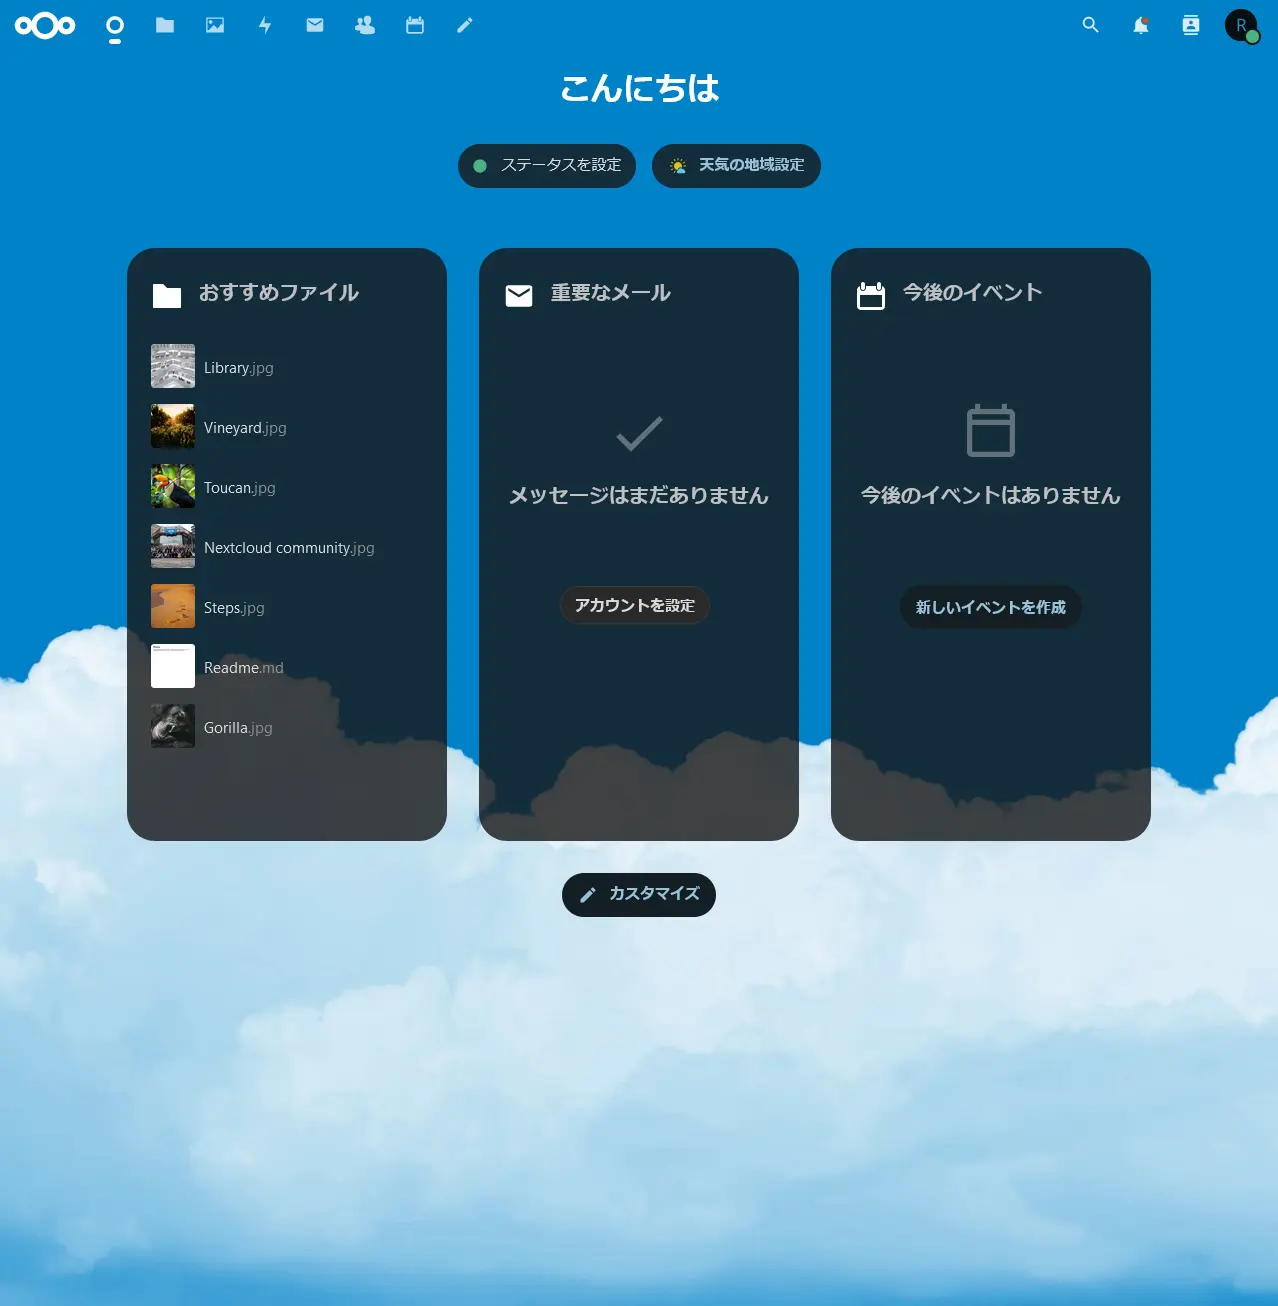 R
こんにちは
ステータスを設定
天気の地域設定
おすすめファイル
Library.jpg
Vineyard.jpg
Toucan.jpg
Nextcloud community.jpg
Steps.jpg
Readme.md
Gorilla.jpg
重要なメール
メッセージはまだありません
アカウントを設定
今後のイベント
今後のイベントはありません
新しいイベントを作成
カスタマイズ